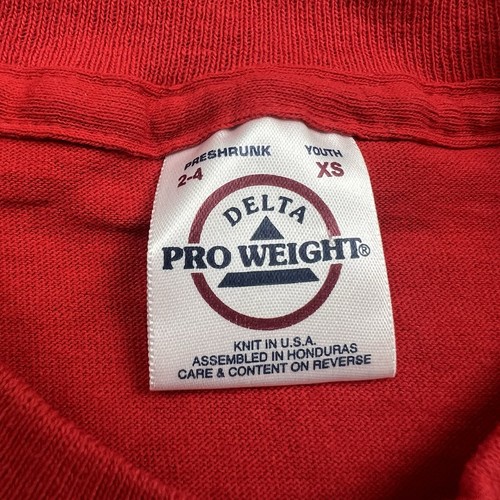 PRESHRUNK YOUTH
2-4 XS
DELTA
PRO WEIGHT®
KNIT IN U.S.A.
ASSEMBLED IN HONDURAS
CARE & CONTENT ON REVERSE